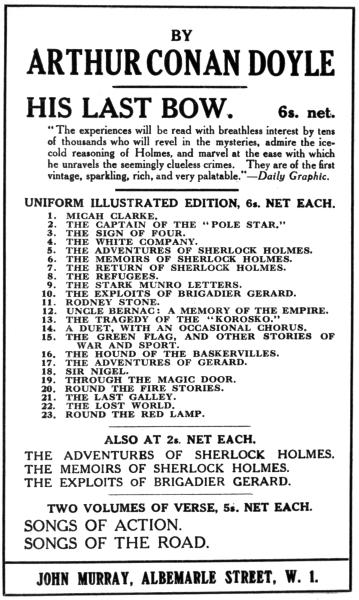 BY
ARTHUR CONAN DOYLE
HIS LAST BOW. 6s. net.
"The experiences will be read with breathless interest by tens
of thousands who will revel in the mysteries, admire the ice-
cold reasoning of Holmes, and marvel at the ease with which
he unravels the seemingly clueless crimes. They are of the first
vintage, sparkling, rich, and very palatable."—Daily Graphic.
UNIFORM ILLUSTRATED EDITION, 6s. NET EACH.
1. MICAH CLARKE.
2. THE CAPTAIN OF THE "POLE STAR."
3. THE SIGN OF FOUR.
4. THE WHITE COMPANY.
5. THE ADVENTURES OF SHERLOCK HOLMES.
6. THE MEMOIRS OF SHERLOCK HOLMES.
7. THE RETURN OF SHERLOCK HOLMES.
8. THE REFUGEES.
9. THE STARK MUNRO LETTERS.
10. THE EXPLOITS OF BRIGADIER GERARD.
11. RODNEY STONE.
12. UNCLE BERNAC: A MEMORY OF THE EMPIRE.
13. THE TRAGEDY OF THE "KOROSKO."
14. A DUET, WITH AN OCCASIONAL CHORUS.
15. THE GREEN FLAG, AND OTHER STORIES OF
WAR AND SPORT.
16. THE HOUND OF THE BASKERVILLES.
17. THE ADVENTURES OF GERARD.
18. SIR NIGEL.
19. THROUGH THE MAGIC DOOR.
20. ROUND THE FIRE STORIES.
21. THE LAST GALLEY.
22. THE LOST WORLD.
23. ROUND THE RED LAMP.
ALSO AT 2s. NET EACH.
THE ADVENTURES OF SHERLOCK HOLMES.
THE MEMOIRS OF SHERLOCK HOLMES.
THE EXPLOITS OF BRIGADIER GERARD.
TWO VOLUMES OF VERSE, 5s. NET EACH.
SONGS OF ACTION.
SONGS OF THE ROAD.
JOHN MURRAY, ALBEMARLE STREET, W. 1.